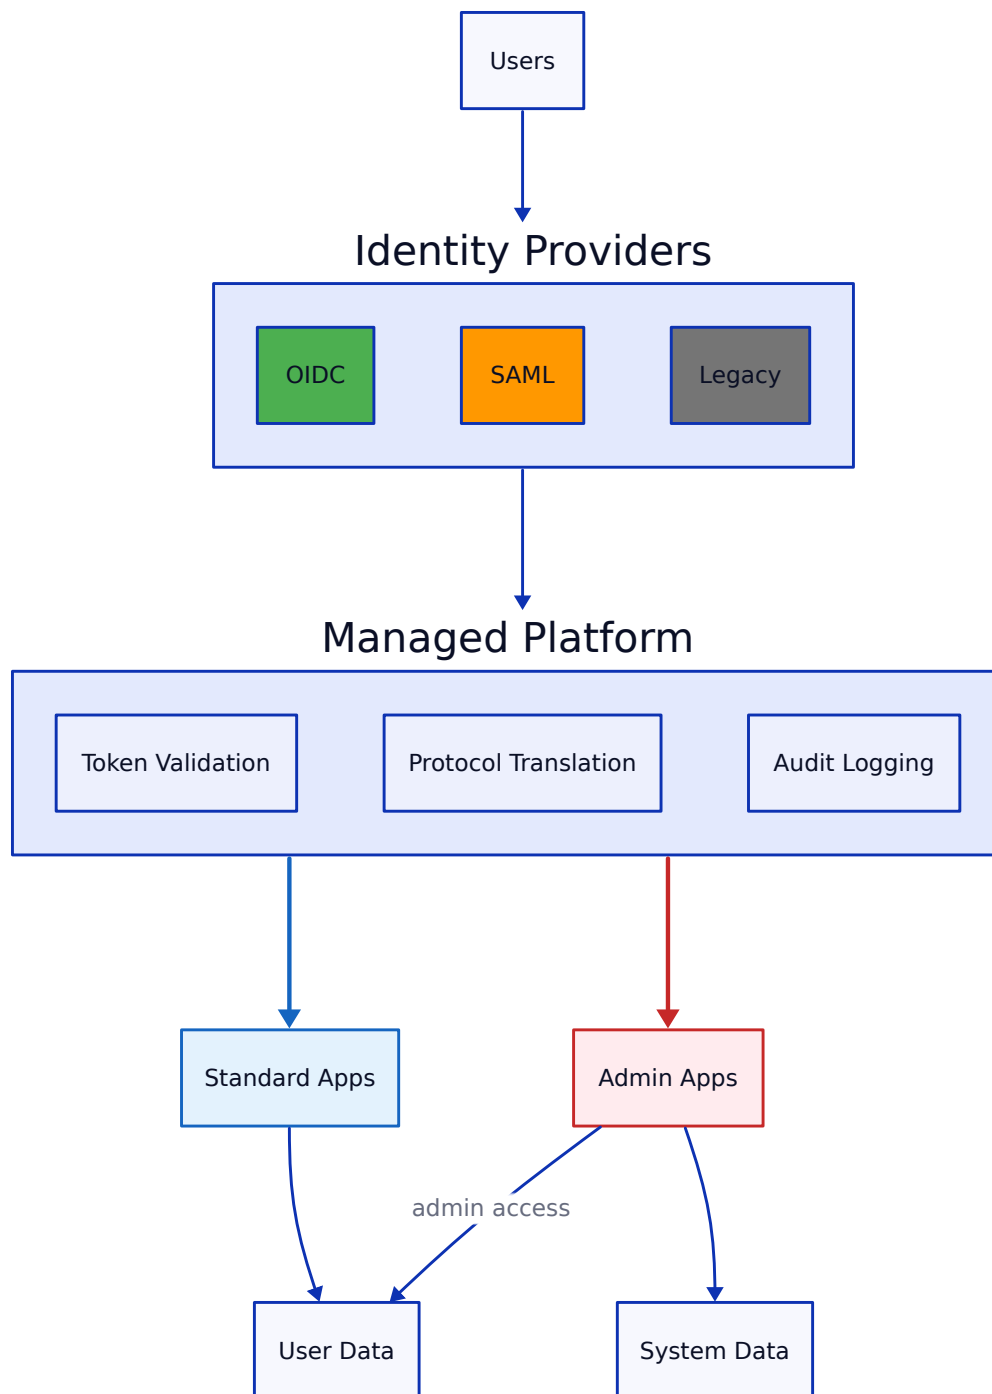 Users
Identity Providers
OIDC
SAML
Legacy
Managed Platform
Token Validation
Protocol Translation
Audit Logging
Standard Apps
Admin Apps
admin access
User Data
System Data